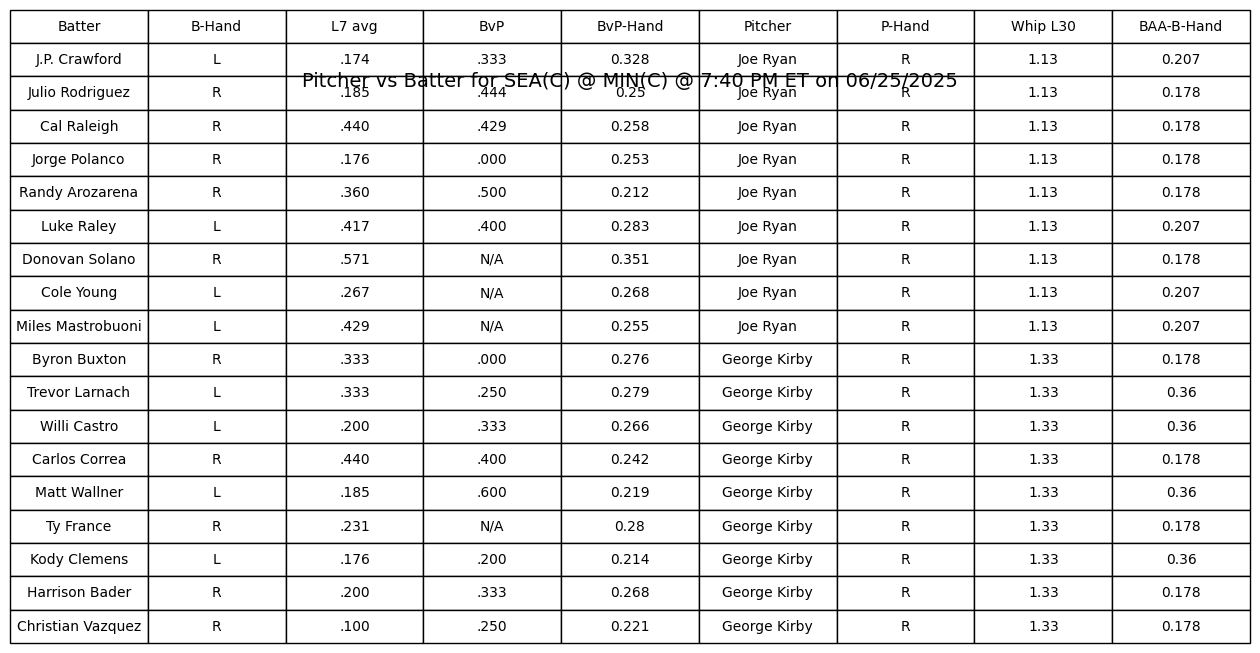 Batter B-Hand L7 avg BvP BvP-Hand Pitcher P-Hand Whip L30 BAA-B-Hand
J.P. Crawford L .174 .333 0.328 Joe Ryan R 1.13 0.207
Pitcher vs Batter for SEA(C) @ MIN(C) @ 7:40 PM ET on 06/25/2025
Julio Rodriguez R .185 .444 0.25 Joe Ryan R 1.13 0.178
Cal Raleigh R .440 .429 0.258 Joe Ryan R 1.13 0.178
Jorge Polanco R .176 .000 0.253 Joe Ryan R 1.13 0.178
Randy Arozarena R .360 .500 0.212 Joe Ryan R 1.13 0.178
Luke Raley L .417 .400 0.283 Joe Ryan R 1.13 0.207
Donovan Solano R .571 N/A 0.351 Joe Ryan R 1.13 0.178
Cole Young L .267 N/A 0.268 Joe Ryan R 1.13 0.207
Miles Mastrobuoni L .429 N/A 0.255 Joe Ryan R 1.13 0.207
Byron Buxton R .333 .000 0.276 George Kirby R 1.33 0.178
Trevor Larnach L .333 .250 0.279 George Kirby R 1.33 0.36
Willi Castro L .200 .333 0.266 George Kirby R 1.33 0.36
Carlos Correa R .440 .400 0.242 George Kirby R 1.33 0.178
Matt Wallner L .185 .600 0.219 George Kirby R 1.33 0.36
Ty France R .231 N/A 0.28 George Kirby R 1.33 0.178
Kody Clemens L .176 .200 0.214 George Kirby R 1.33 0.36
Harrison Bader R .200 .333 0.268 George Kirby R 1.33 0.178
Christian Vazquez R .100 .250 0.221 George Kirby R 1.33 0.178